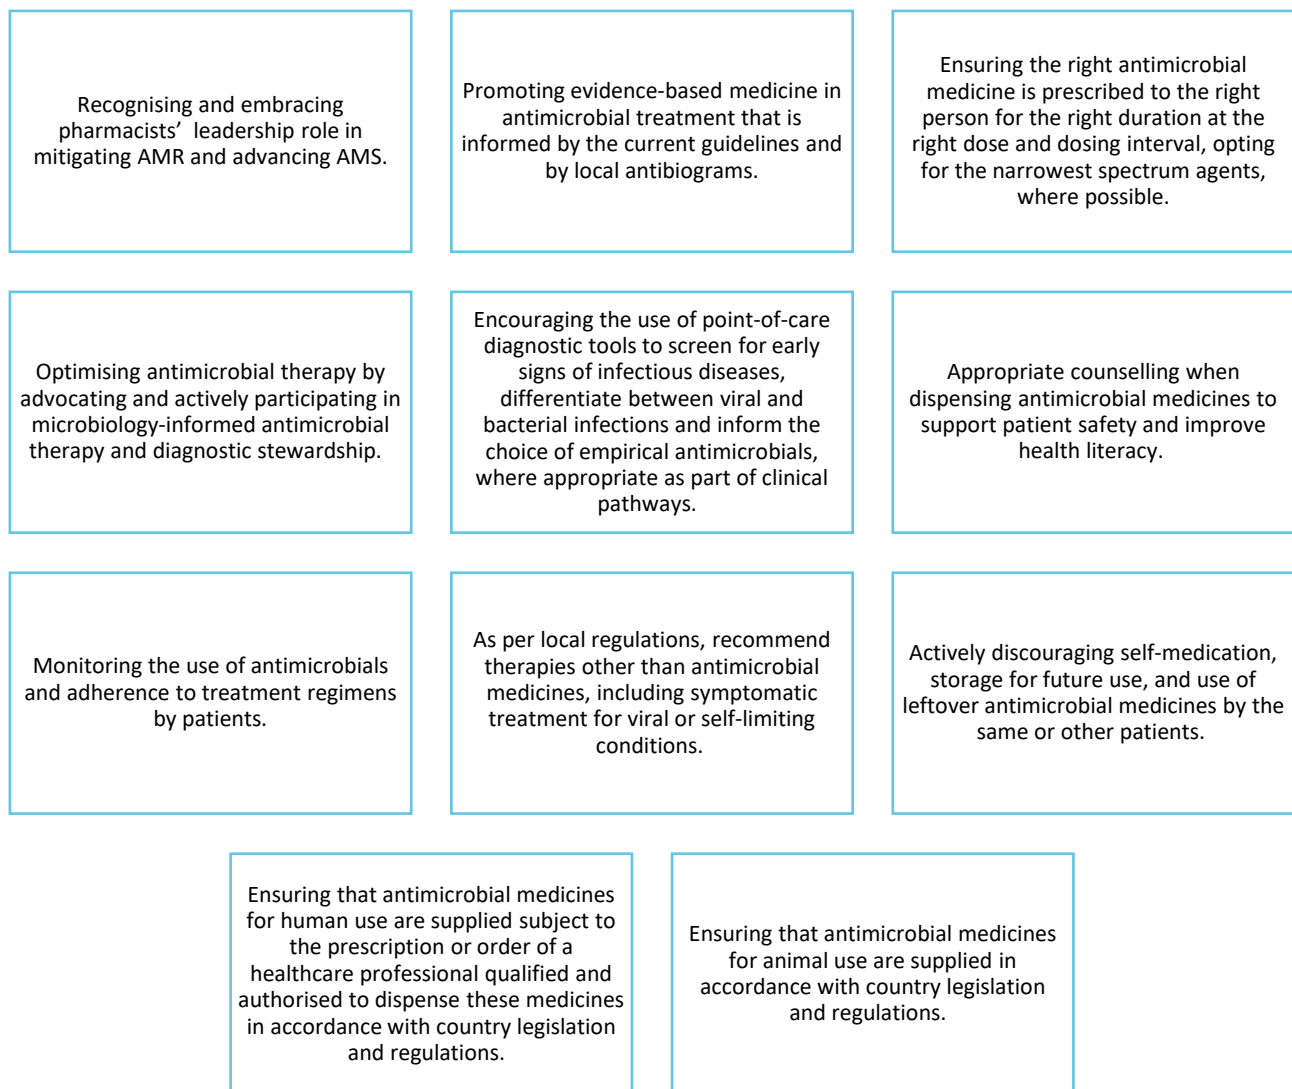 Recognising and embracing
pharmacists’ leadership role in
mitigating AMR and advancing AMS.
Promoting evidence-based medicine in
antimicrobial treatment that is
informed by the current guidelines and
by local antibiograms.
Ensuring the right antimicrobial
medicine is prescribed to the right
person for the right duration at the
right dose and dosing interval, opting
for the narrowest spectrum agents,
where possible.
Optimising antimicrobial therapy by
advocating and actively participating in
microbiology-informed antimicrobial
therapy and diagnostic stewardship.
Encouraging the use of point-of-care
diagnostic tools to screen for early
signs of infectious diseases,
differentiate between viral and
bacterial infections and inform the
choice of empirical antimicrobials,
where appropriate as part of clinical
pathways.
Appropriate counselling when
dispensing antimicrobial medicines to
support patient safety and improve
health literacy.
Monitoring the use of antimicrobials
and adherence to treatment regimens
by patients.
As per local regulations, recommend
therapies other than antimicrobial
medicines, including symptomatic
treatment for viral or self-limiting
conditions.
Actively discouraging self-medication,
storage for future use, and use of
leftover antimicrobial medicines by the
same or other patients.
Ensuring that antimicrobial medicines
for human use are supplied subject to
the prescription or order of a
healthcare professional qualified and
authorised to dispense these medicines
in accordance with country legislation
and regulations.
Ensuring that antimicrobial medicines
for animal use are supplied in
accordance with country legislation
and regulations.